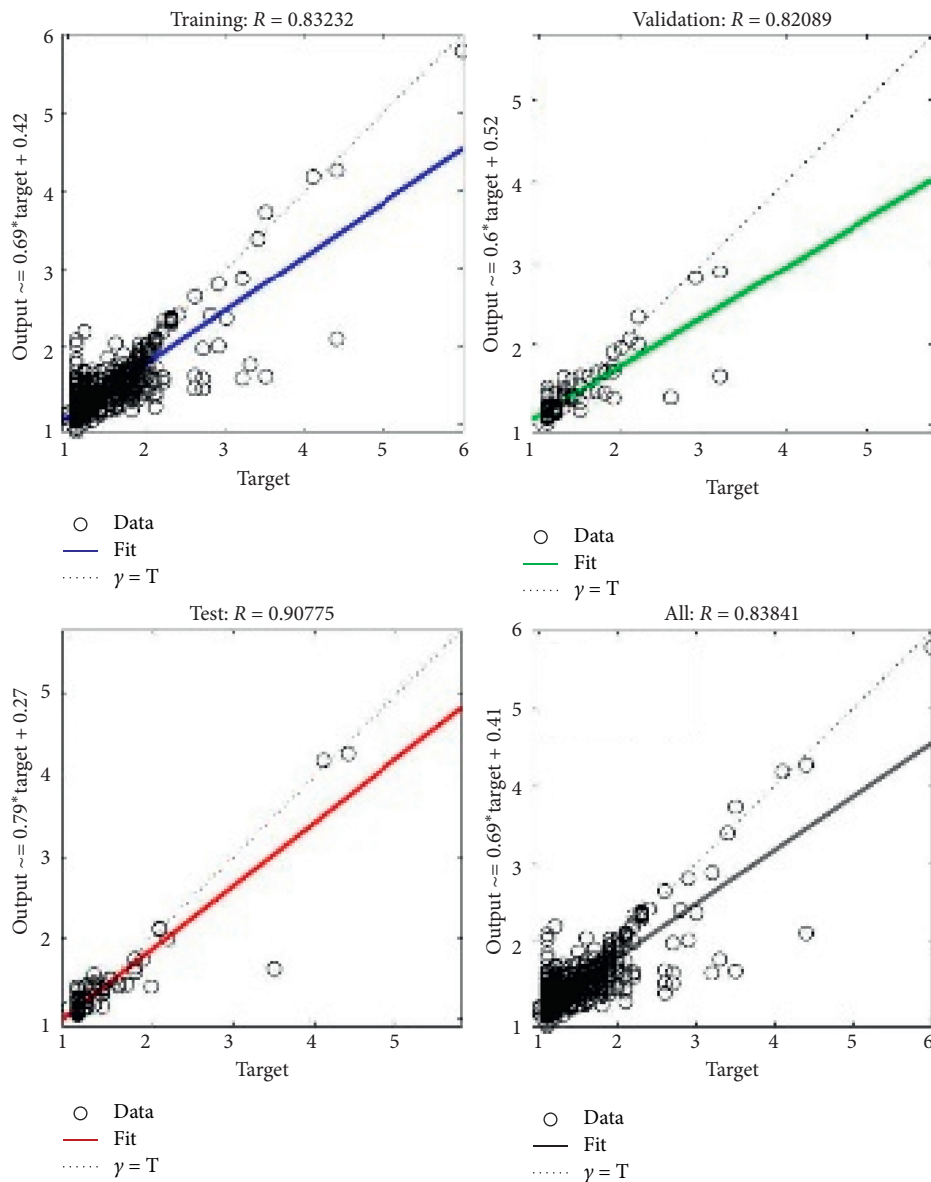 Training: R = 0.83232
Output ~= 0.69*target + 0.42
6
5
4
3
2
1
1 2 3 4 5 6
Target
Data
Fit
γ = T
Validation: R = 0.82089
Output ~= 0.6*target + 0.52
5
4
3
2
1
1 2 3 4 5
Target
Data
Fit
γ = T
Test: R = 0.90775
Output ~= 0.79*target + 0.27
5
4
3
2
1
1 2 3 4 5
Target
Data
Fit
γ = T
All: R = 0.83841
Output ~= 0.69*target + 0.41
6
5
4
3
2
1
1 2 3 4 5 6
Target
Data
Fit
γ = T